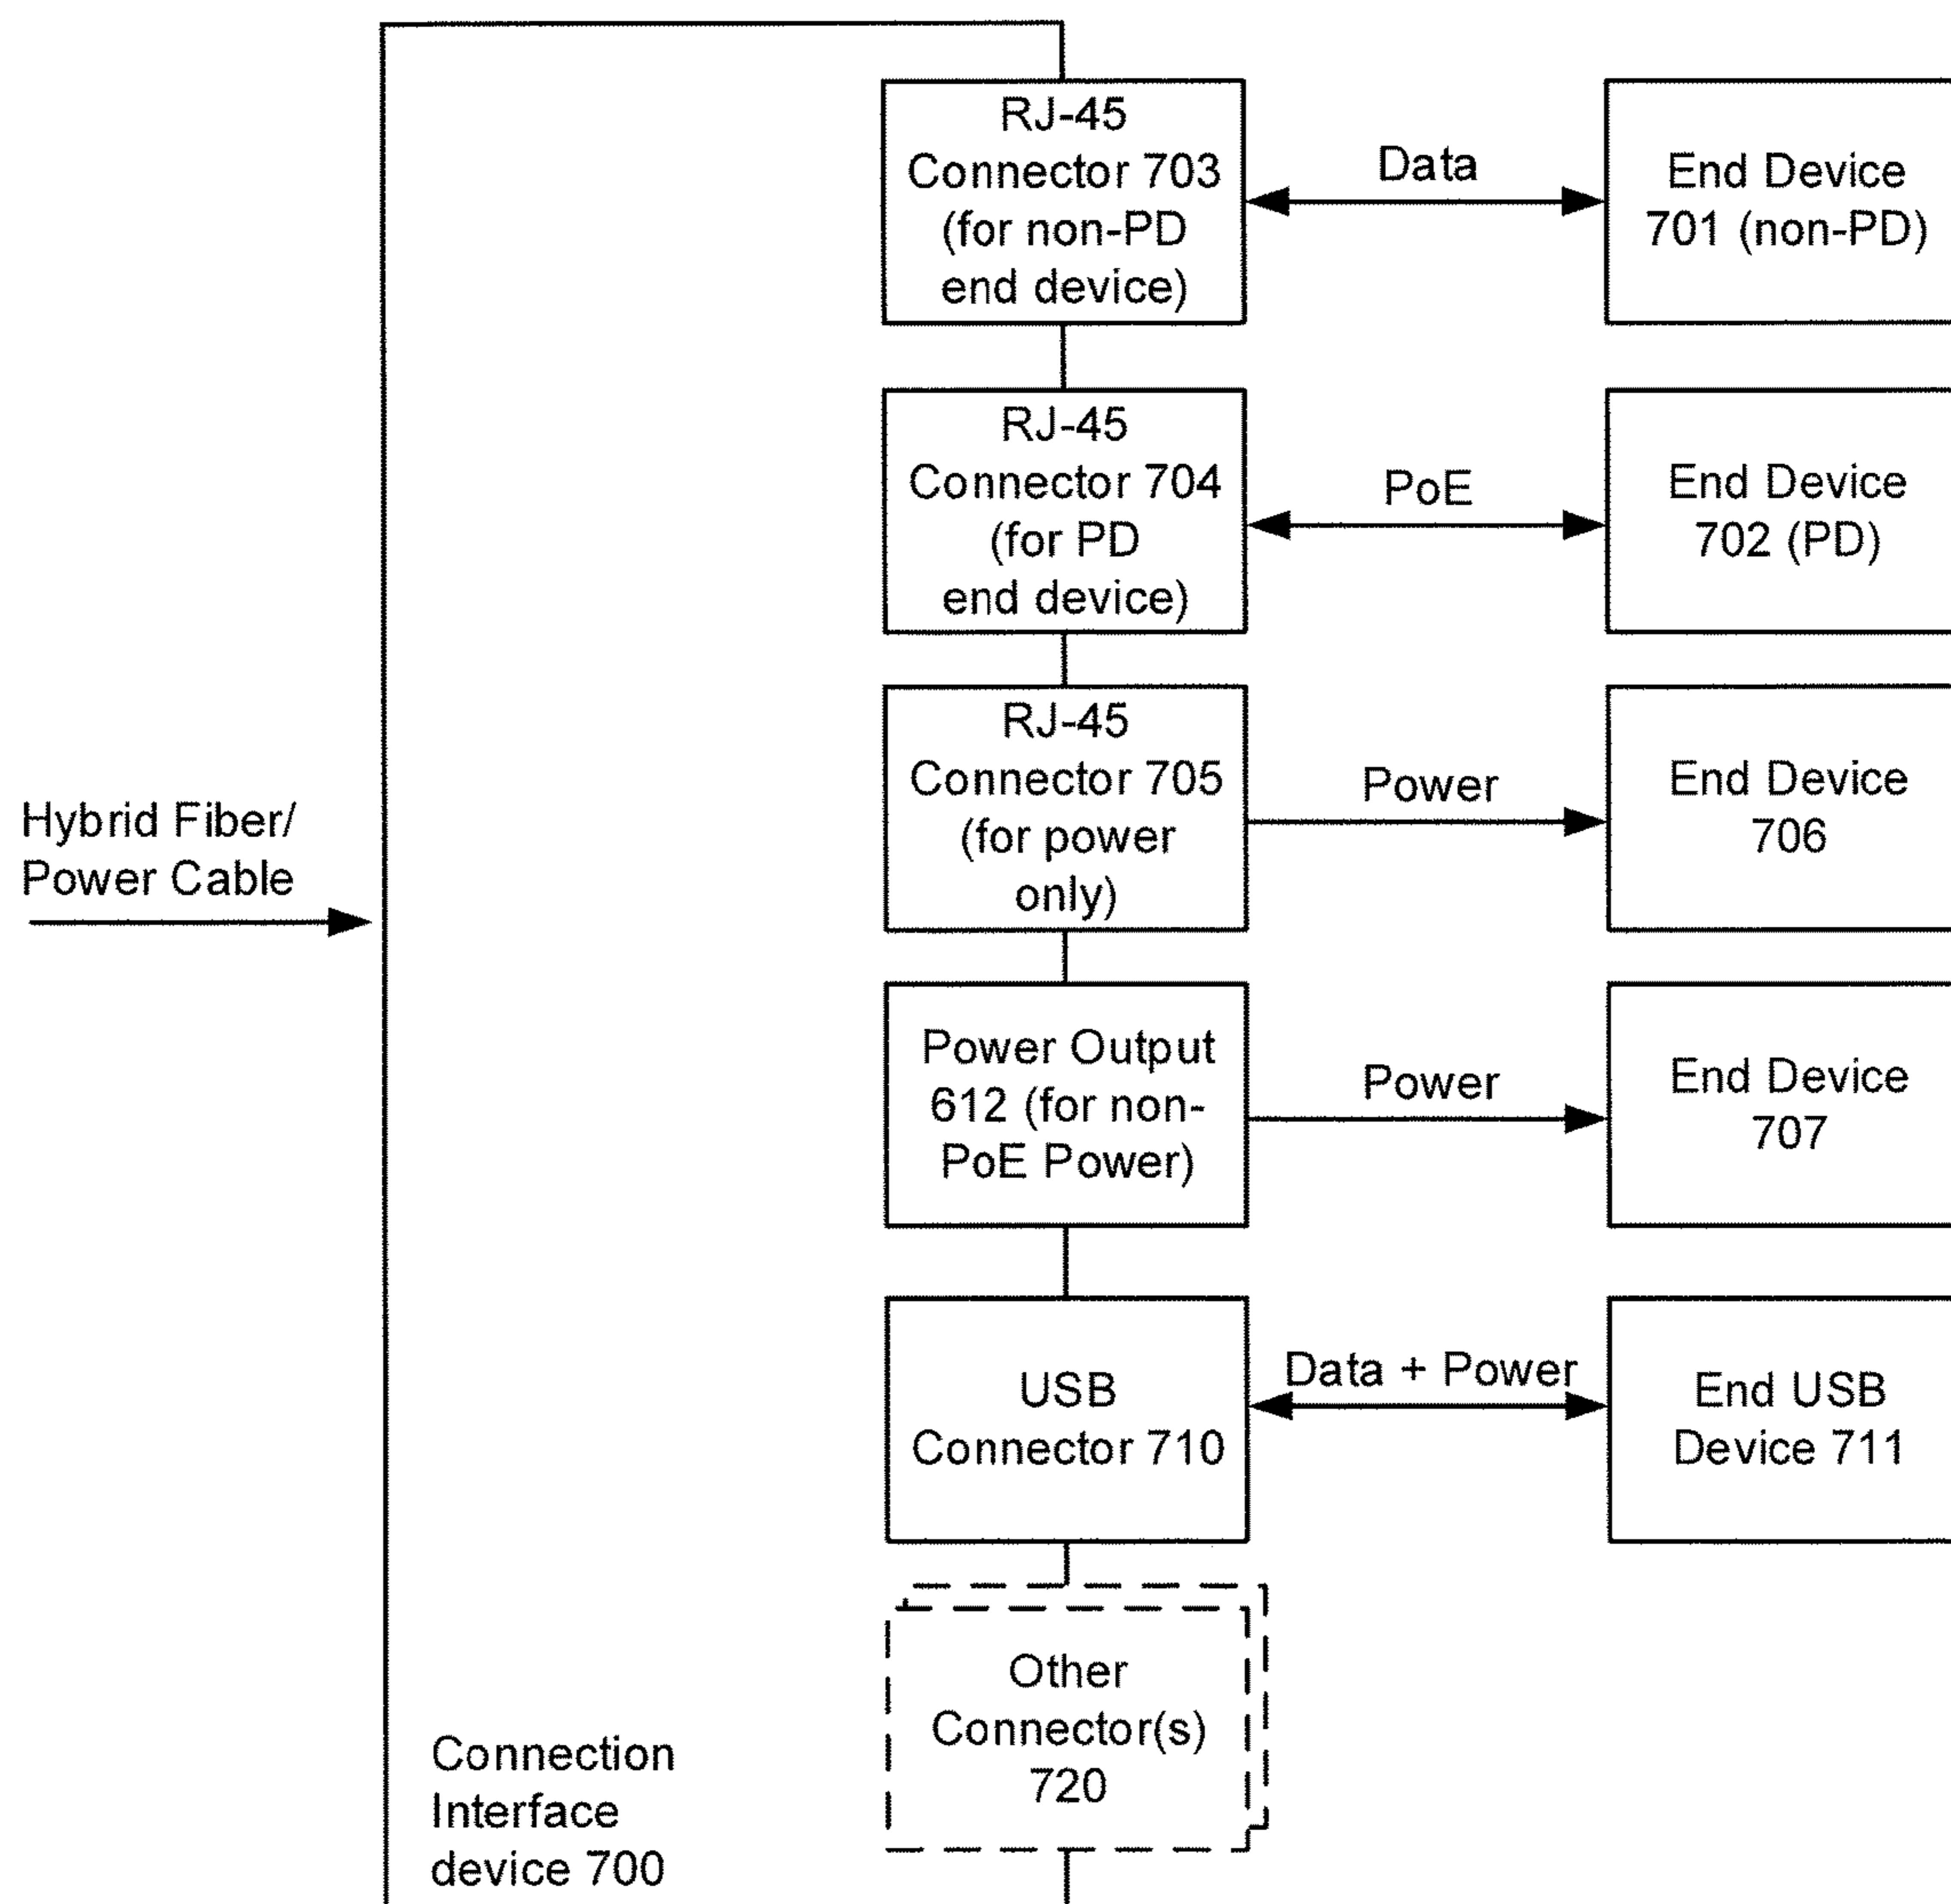 RJ-45
Connector 703
(for non-PD
end device)
Data
End Device
701 (non-PD)
RJ-45
Connector 704
(for PD
end device)
PoE
End Device
702 (PD)
RJ-45
Connector 705
(for power
only)
Power
End Device
706
Hybrid Fiber/
Power Cable
Power Output
612 (for non-
PoE Power)
Power
End Device
707
USB
Connector 710
Data + Power
End USB
Device 711
Other
Connector(s)
720
Connection
Interface
device 700